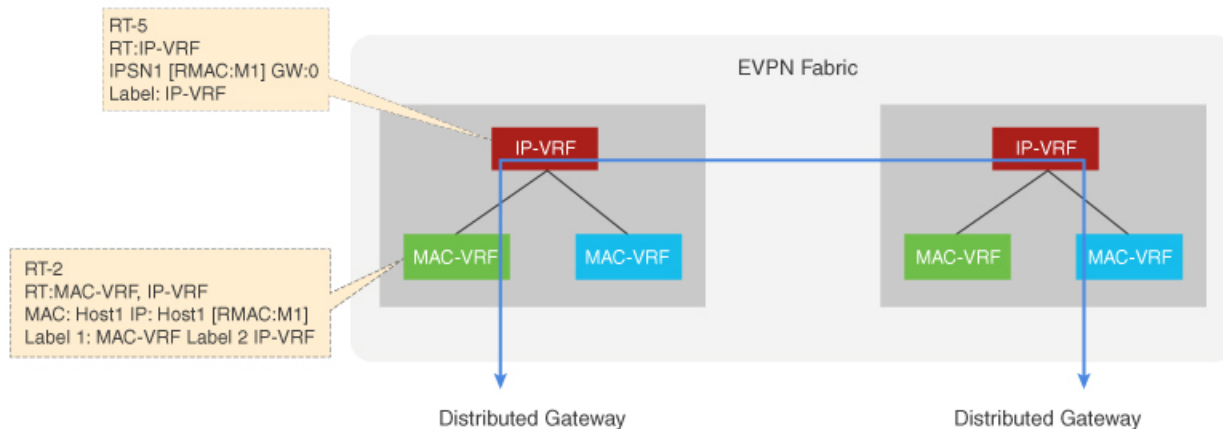 RT-5
RT:IP-VRF
IPSN1 [RMAC:M1] GW:0
Label: IP-VRF
EVPN Fabric
IP-VRF
IP-VRF
MAC-VRF
MAC-VRF
MAC-VRF
MAC-VRF
RT-2
RT:MAC-VRF, IP-VRF
MAC: Host1 IP: Host1 [RMAC:M1]
Label 1: MAC-VRF Label 2 IP-VRF
Distributed Gateway
Distributed Gateway